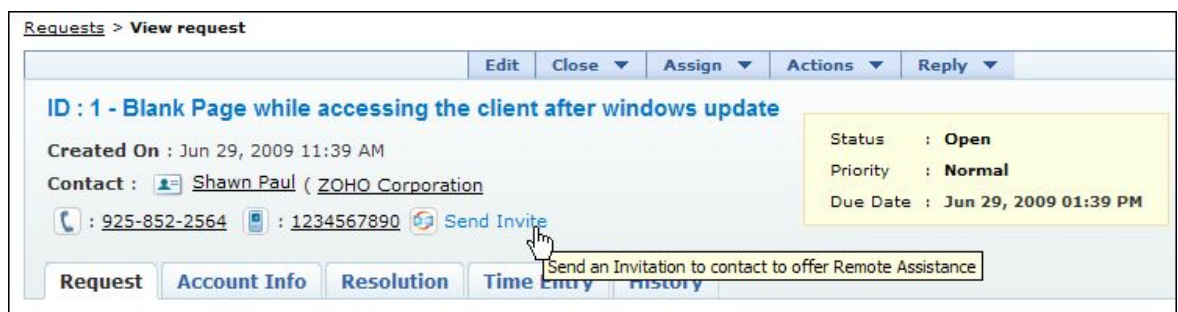 Requests > View request
Edit Close Assign Actions Reply
ID : 1 - Blank Page while accessing the client after windows update
Created On : Jun 29, 2009 11:39 AM
Contact : Shawn Paul ( ZOHO Corporation
: 925-852-2564 : 1234567890 Send Invite
Status : Open
Priority : Normal
Due Date : Jun 29, 2009 01:39 PM
Send an Invitation to contact to offer Remote Assistance
Request Account Info Resolution Time Entry History